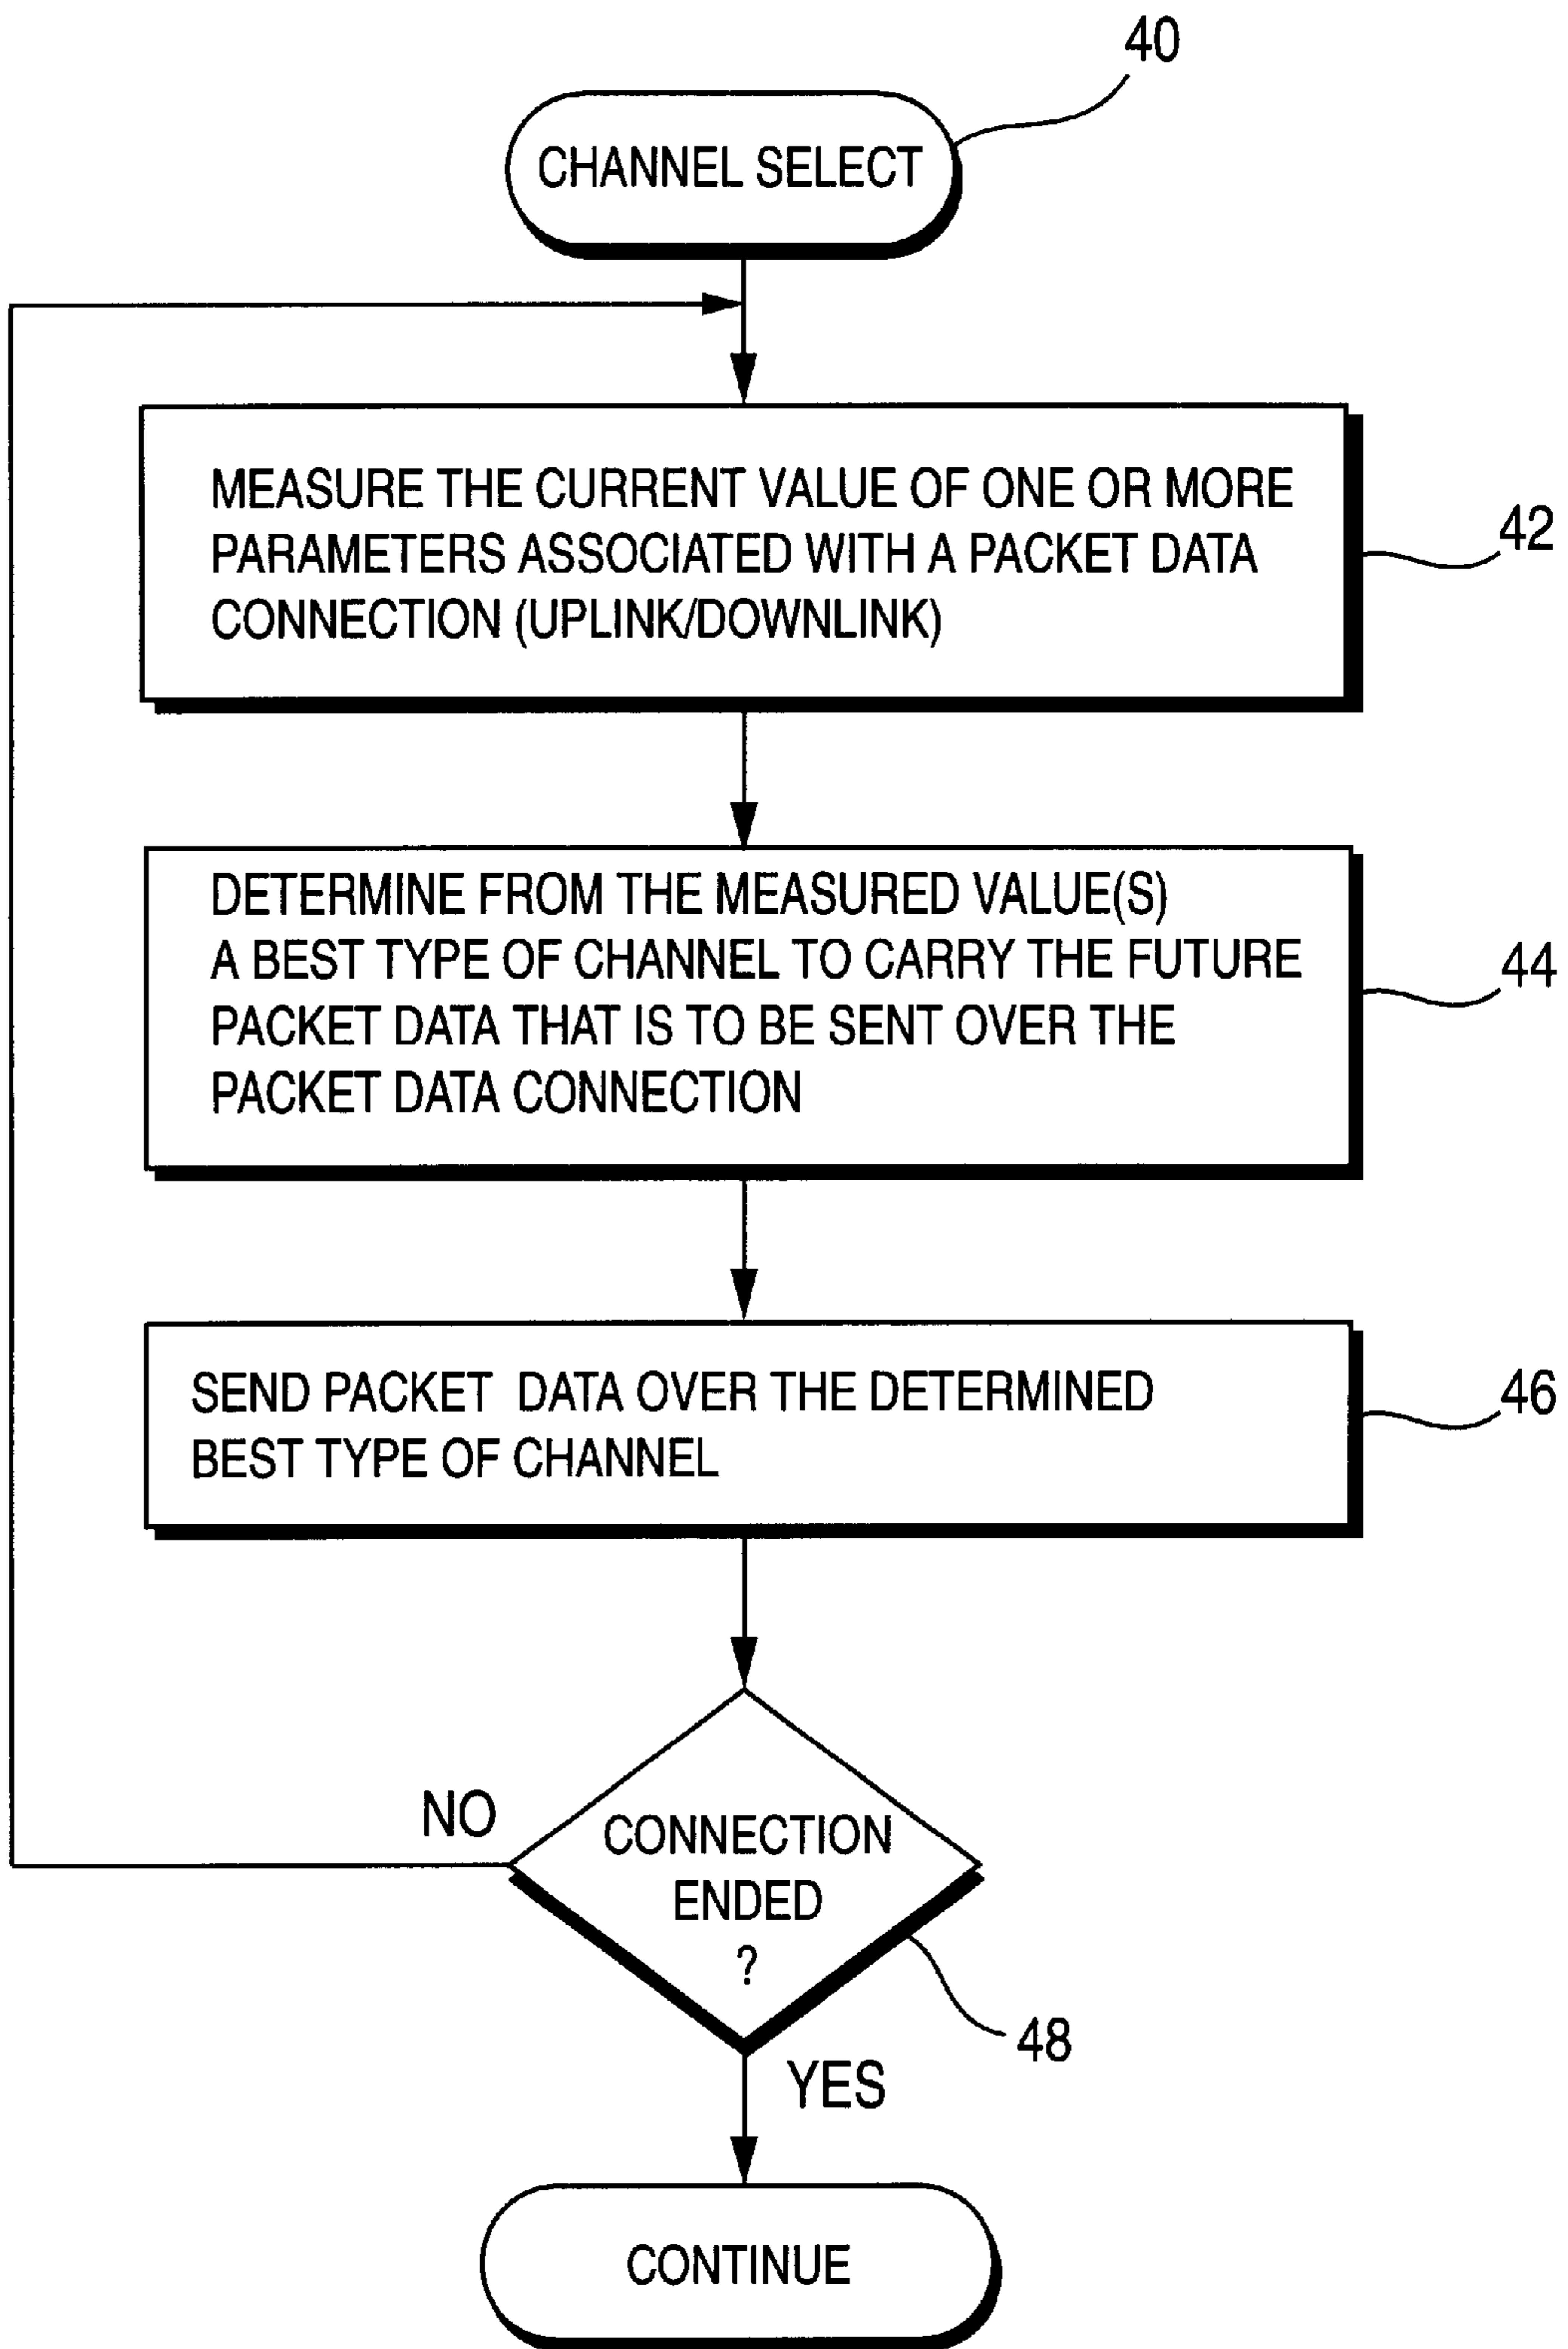 40
CHANNEL SELECT
MEASURE THE CURRENT VALUE OF ONE OR MORE
PARAMETERS ASSOCIATED WITH A PACKET DATA
CONNECTION (UPLINK/DOWNLINK)
42
DETERMINE FROM THE MEASURED VALUE(S)
A BEST TYPE OF CHANNEL TO CARRY THE FUTURE
PACKET DATA THAT IS TO BE SENT OVER THE
PACKET DATA CONNECTION
44
SEND PACKET DATA OVER THE DETERMINED
BEST TYPE OF CHANNEL
46
NO
CONNECTION
ENDED
?
48
YES
CONTINUE